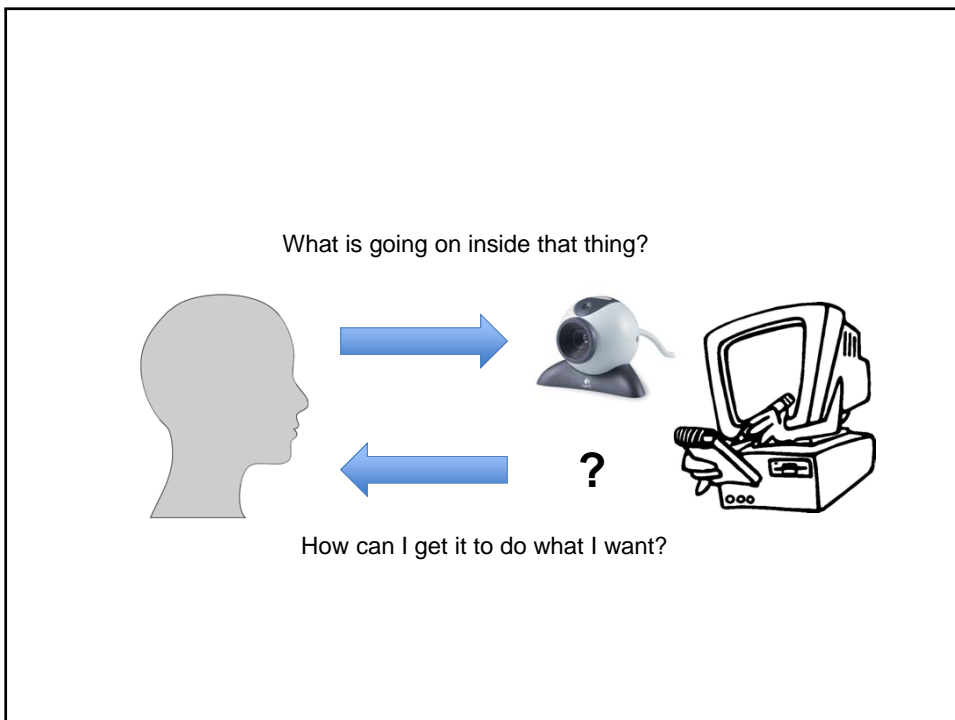 What is going on inside that thing?
?
How can I get it to do what I want?